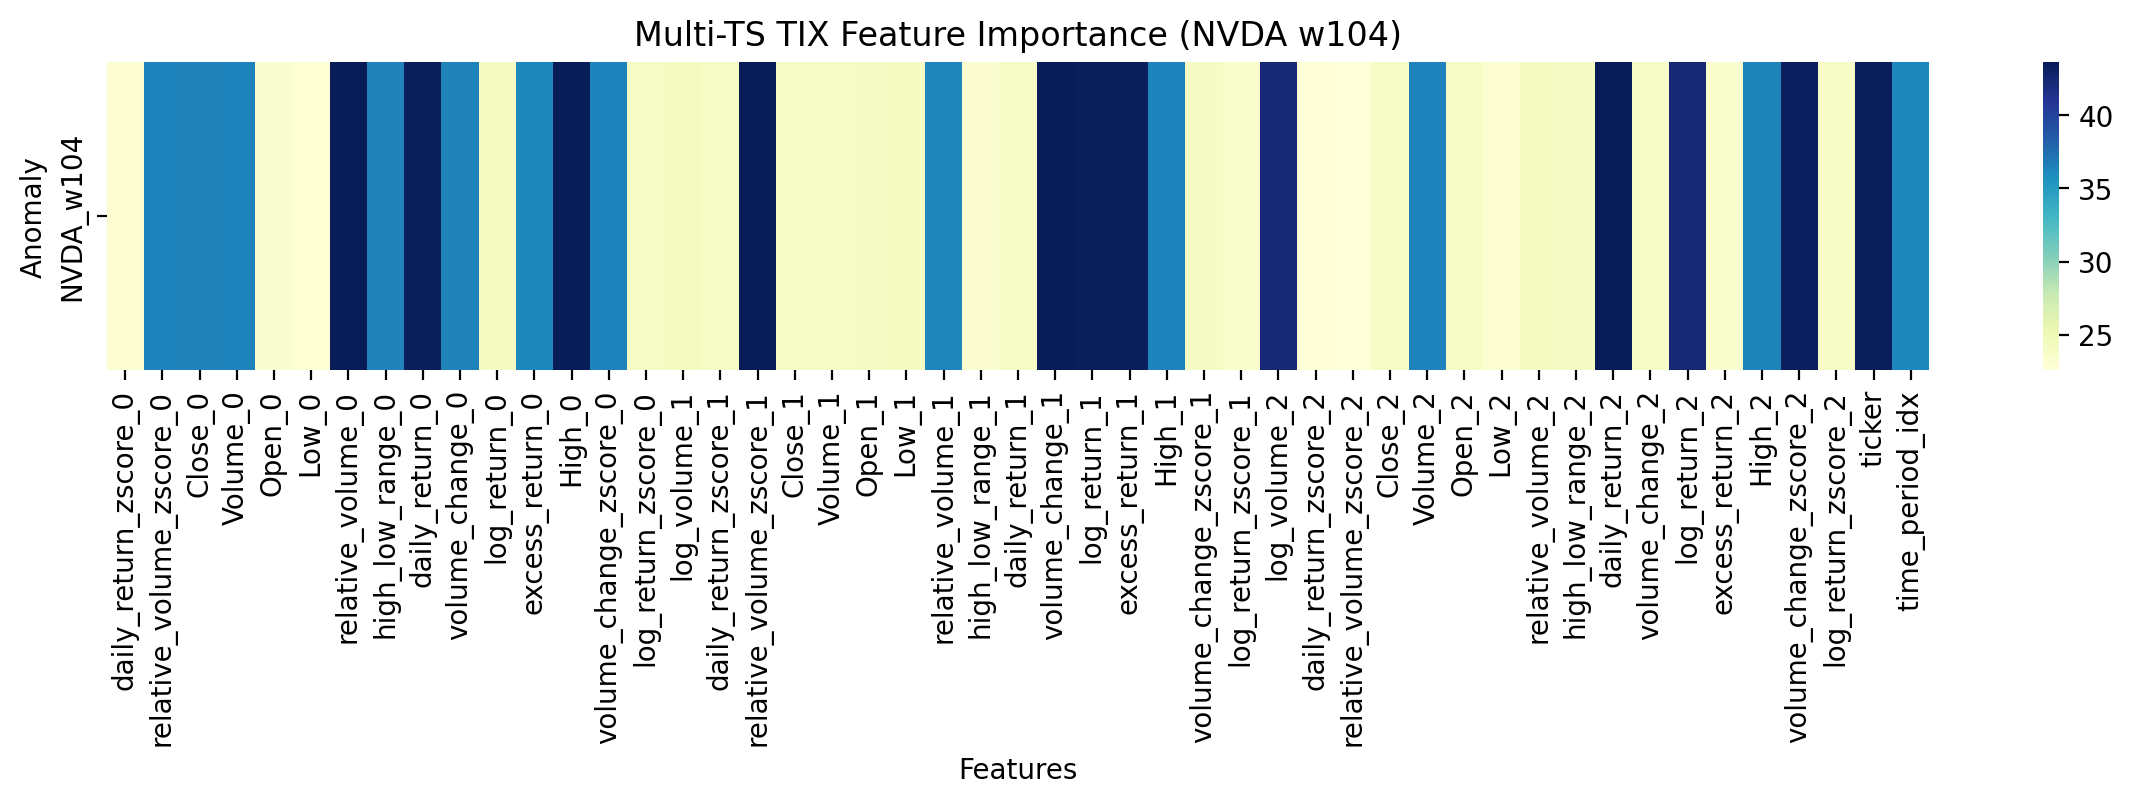 Multi-TS TIX Feature Importance (NVDA w104)
Anomaly
NVDA_w104
40
35
30
25
daily_return_zscore_0
relative_volume_zscore_0
Close_0
Volume_0
Open_0
Low_0
relative_volume_0
high_low_range_0
daily_return_0
volume_change_0
log_return_0
excess_return_0
High_0
volume_change_zscore_0
log_return_zscore_0
log_volume_1
daily_return_zscore_1
relative_volume_zscore_1
Close_1
Volume_1
Open_1
Low_1
relative_volume_1
high_low_range_1
daily_return_1
volume_change_1
log_return_1
excess_return_1
High_1
volume_change_zscore_1
log_return_zscore_1
log_volume_2
daily_return_zscore_2
relative_volume_zscore_2
Close_2
Volume_2
Open_2
Low_2
relative_volume_2
high_low_range_2
daily_return_2
volume_change_2
log_return_2
excess_return_2
High_2
volume_change_zscore_2
log_return_zscore_2
ticker
time_period_idx
Features